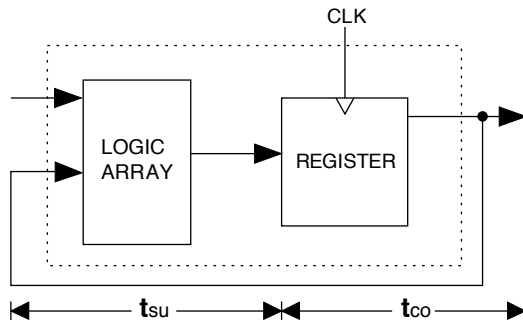 CLK
LOGIC
ARRAY
REGISTER
tsu
tco